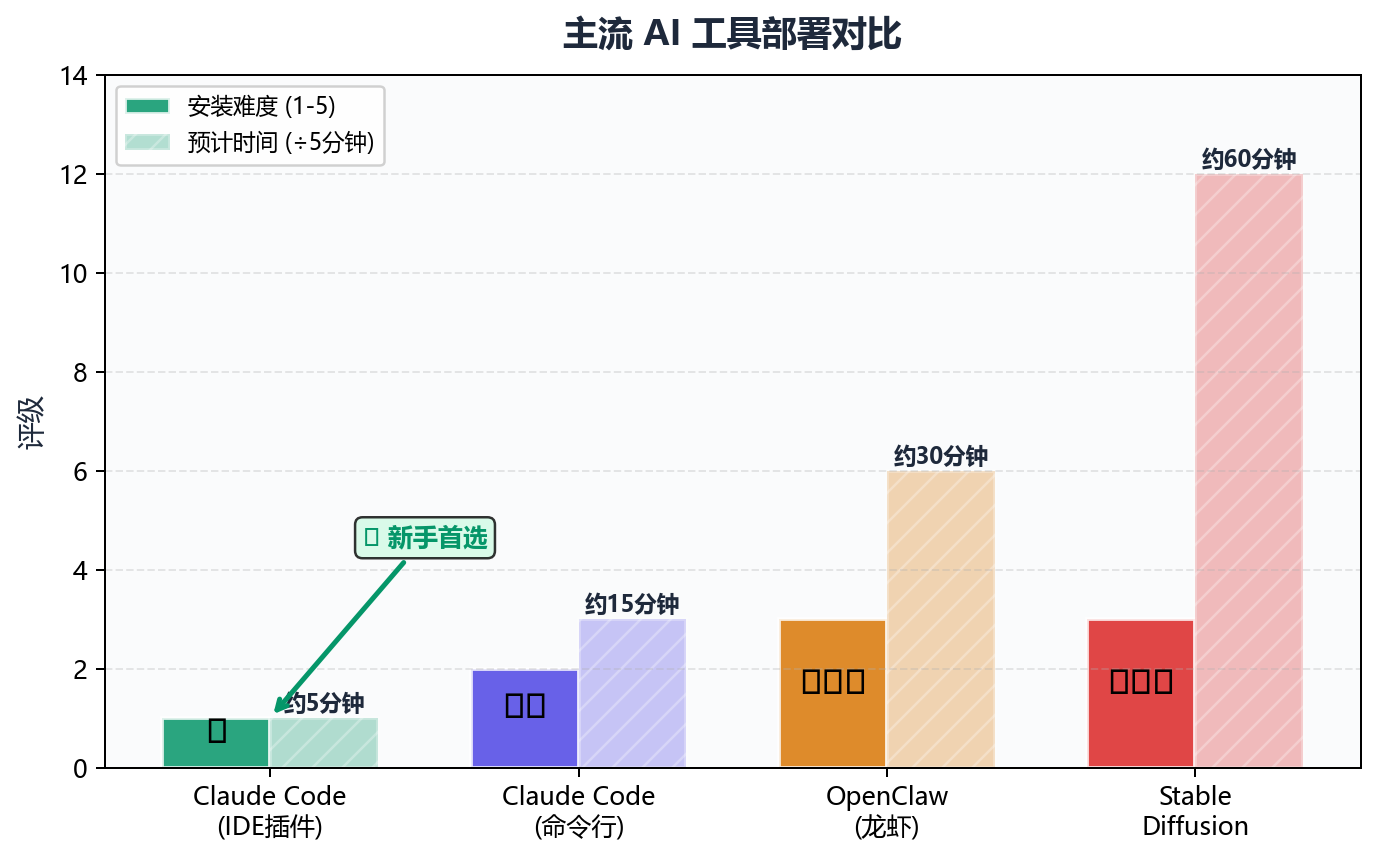 主流 AI 工具部署对比
安装难度 (1-5)
预计时间 (÷5分钟)
评级
14
12
10
8
6
4
2
0
约60分钟
约30分钟
新手首选
约15分钟
约5分钟
Claude Code
(IDE插件)
Claude Code
(命令行)
OpenClaw
(龙虾)
Stable
Diffusion